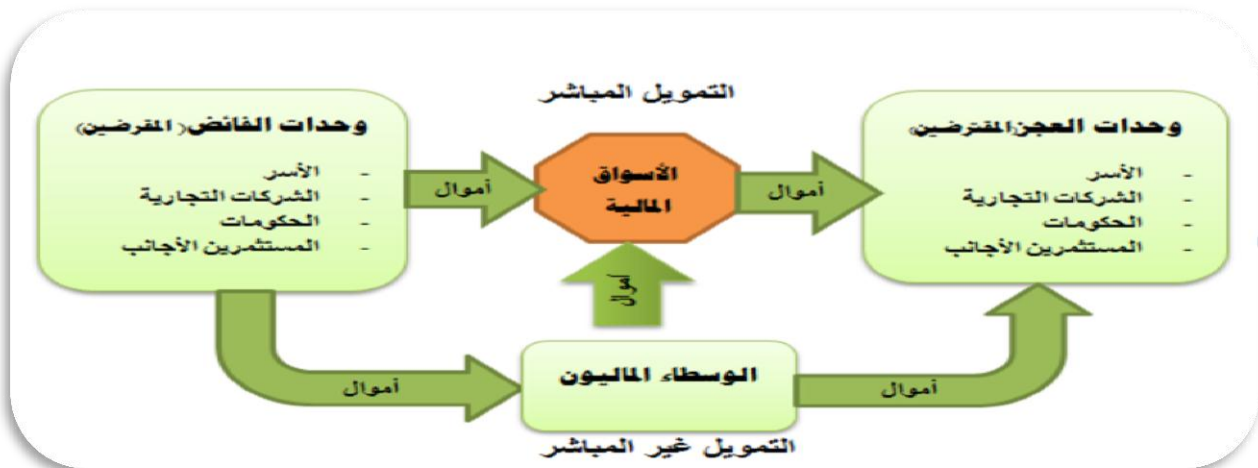 التمويل المباشر
وحدات الفائض( المقرضين)
- الأسر
- الشركات التجارية
- الحكومات
- المستثمرين الأجانب
أموال
الأسواق
المالية
أموال
وحدات العجز(المقترضين)
- الأسر
- الشركات التجارية
- الحكومات
- المستثمرين الأجانب
أموال
أموال
الوسطاء الماليون
أموال
التمويل غير المباشر